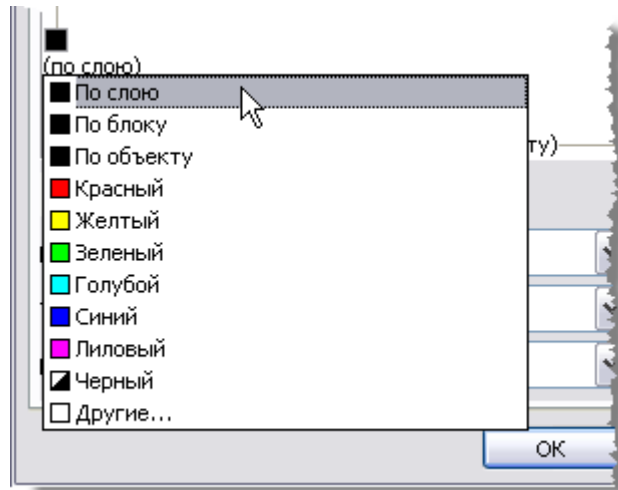 (по слою)
По слою
По блоку
ту)
По объекту
Красный
Желтый
Зеленый
Голубой
Синий
Лиловый
Черный
Другие...
ОК